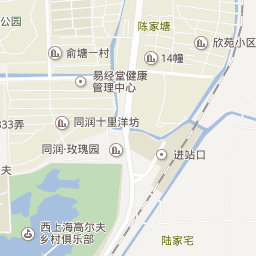 陈家塘
公园
俞塘一村
欣苑小区
14幢
易经堂健康
管理中心
833弄
同润十里洋坊
同润·玫瑰园
进站口
夫
西上海高尔夫
乡村俱乐部
陆家宅